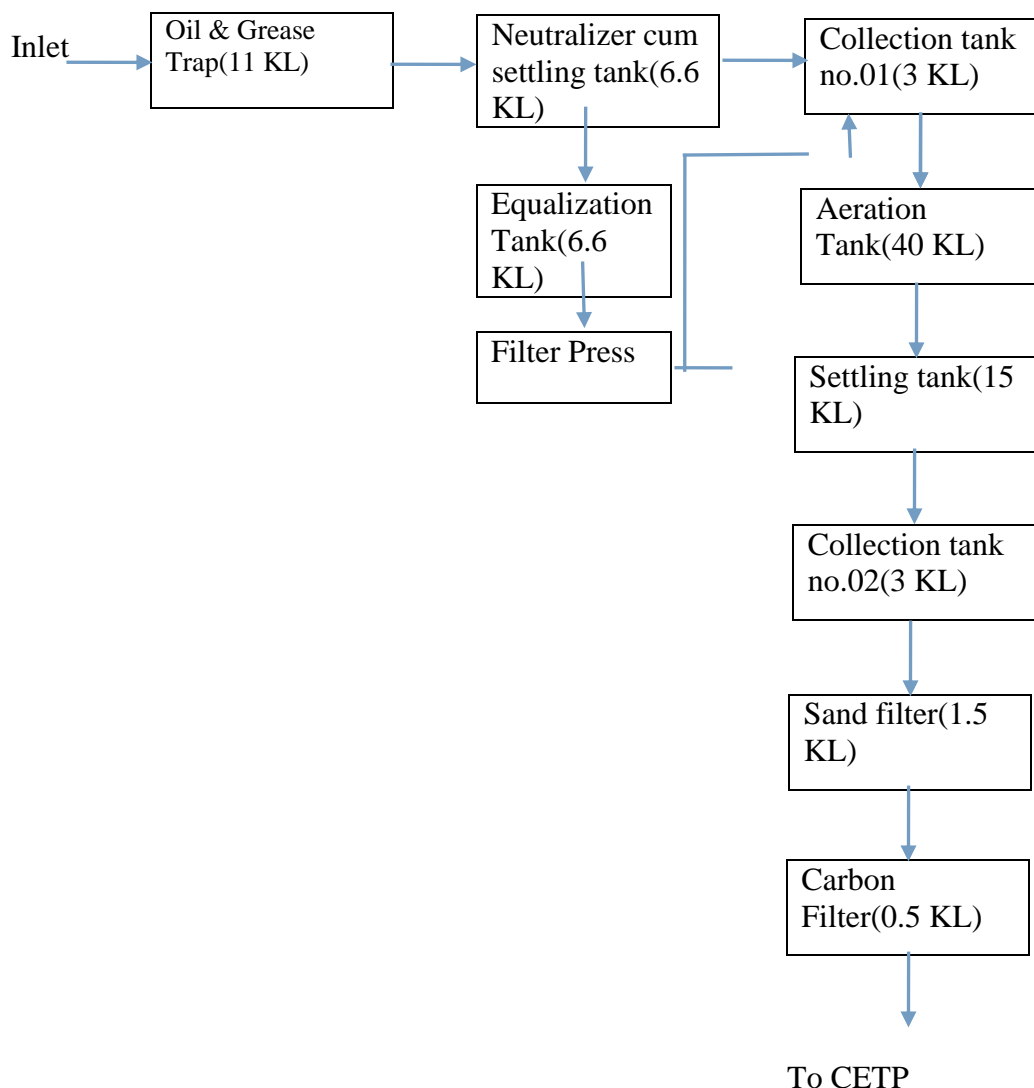 Inlet
Oil & Grease
Trap(11 KL)
Neutralizer cum
settling tank(6.6
KL)
Collection tank
no.01(3 KL)
Equalization
Tank(6.6
KL)
Aeration
Tank(40 KL)
Filter Press
Settling tank(15
KL)
Collection tank
no.02(3 KL)
Sand filter(1.5
KL)
Carbon
Filter(0.5 KL)
To CETP